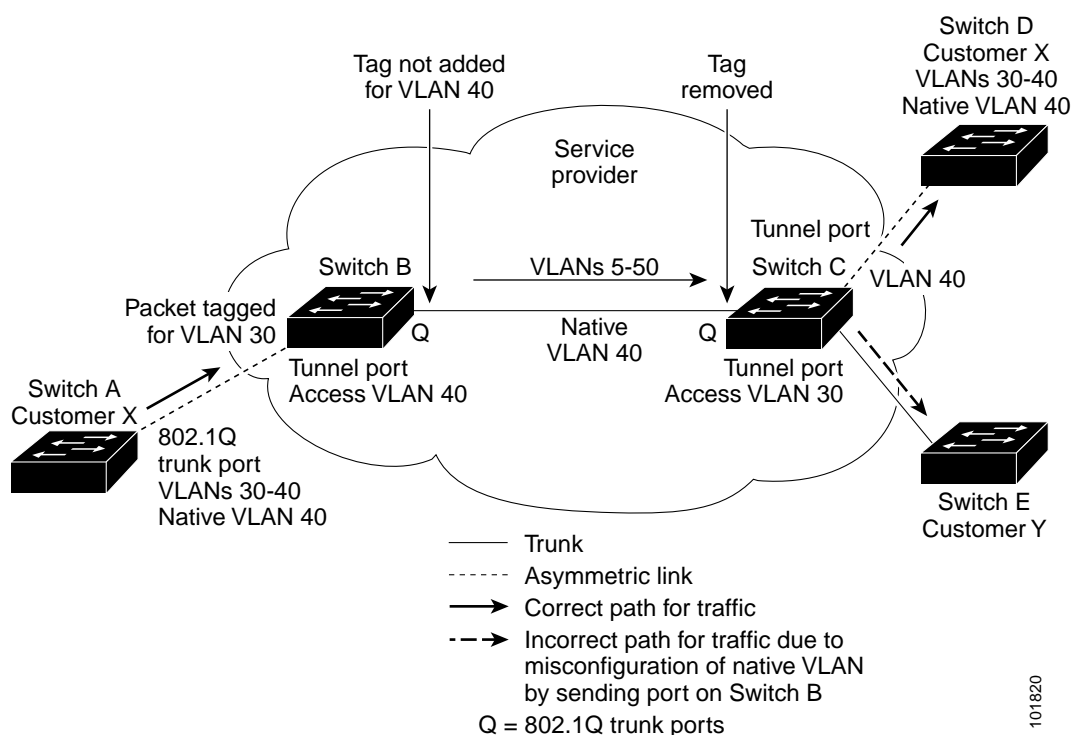 Switch D
Customer X
VLANs 30-40
Native VLAN 40
Tag not added
for VLAN 40
Tag
removed
Service
provider
Tunnel port
Switch B
VLANs 5-50
Switch C
VLAN 40
Packet tagged
for VLAN 30
Q
Native
VLAN 40
Q
Tunnel port
Access VLAN 40
Tunnel port
Access VLAN 30
Switch A
Customer X
802.1Q
trunk port
VLANs 30-40
Native VLAN 40
Switch E
Customer Y
Trunk
Asymmetric link
Correct path for traffic
Incorrect path for traffic due to
misconfiguration of native VLAN
by sending port on Switch B
Q = 802.1Q trunk ports
101820